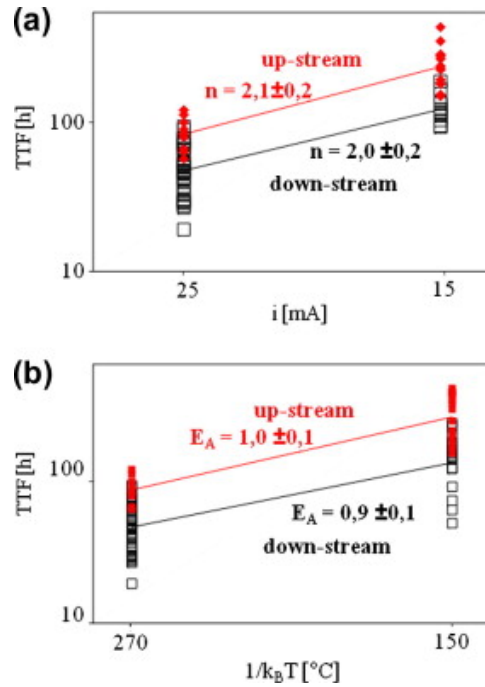 (a)
up-stream
n = 2,1±0,2
TTF [h]
100
n = 2,0 ±0,2
down-stream
10
25
15
i [mA]
(b)
up-stream
E_A = 1,0 ±0,1
TTF [h]
100
E_A = 0,9 ±0,1
down-stream
10
270
150
1/k_BT [°C]